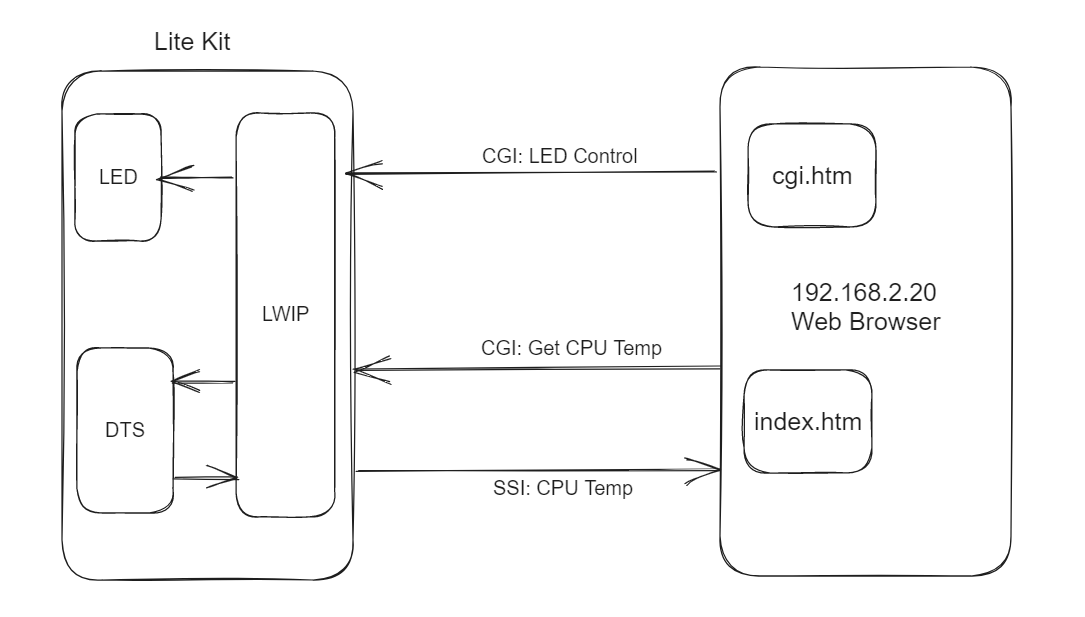 Lite Kit
LED
LWIP
DTS
CGI: LED Control
CGI: Get CPU Temp
SSI: CPU Temp
cgi.htm
192.168.2.20
Web Browser
index.htm